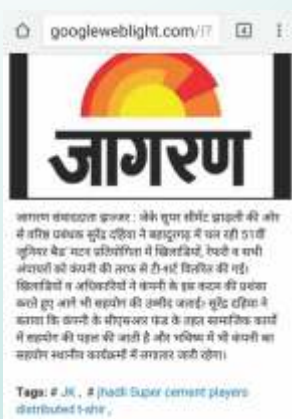 googleweblight.com/i?
4
जागरण
जागरण संवाददाता झज्जर : जेके सुपर सीमेंट झाड़ली की ओर
से वरिष्ठ प्रबंधक सुरेंद्र दहिया ने बहादुरगढ़ में चल रही 51वीं
जूनियर बैडमिंटन प्रतियोगिता में खिलाड़ियों, रेफरी व सभी
अंपायरों को कंपनी की तरफ से टी-शर्ट वितरित की गई।
खिलाड़ियों व अधिकारियों ने कंपनी के इस कदम की प्रशंसा
करते हुए आगे भी सहयोग की उम्मीद जताई। सुरेंद्र दहिया ने
बताया कि कंपनी के सीएसआर फंड के तहत सामाजिक कार्यों
में सहयोग की पहल की जाती है और भविष्य में भी कंपनी का
सहयोग स्थानीय कार्यक्रमों में लगातार जारी रहेगा।
Tags: # JK , # jhadli Super cement players
distributed t-shir ,